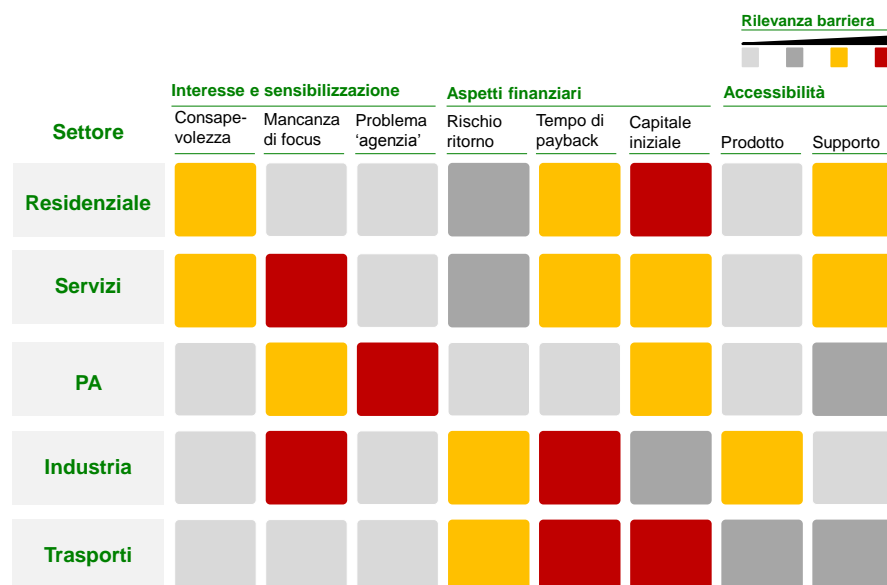 Rilevanza barriera
Interesse e sensibilizzazione
Aspetti finanziari
Accessibilità
Settore
Consape-
volezza
Mancanza
di focus
Problema
‘agenzia’
Rischio
ritorno
Tempo di
payback
Capitale
iniziale
Prodotto
Supporto
Residenziale
Servizi
PA
Industria
Trasporti